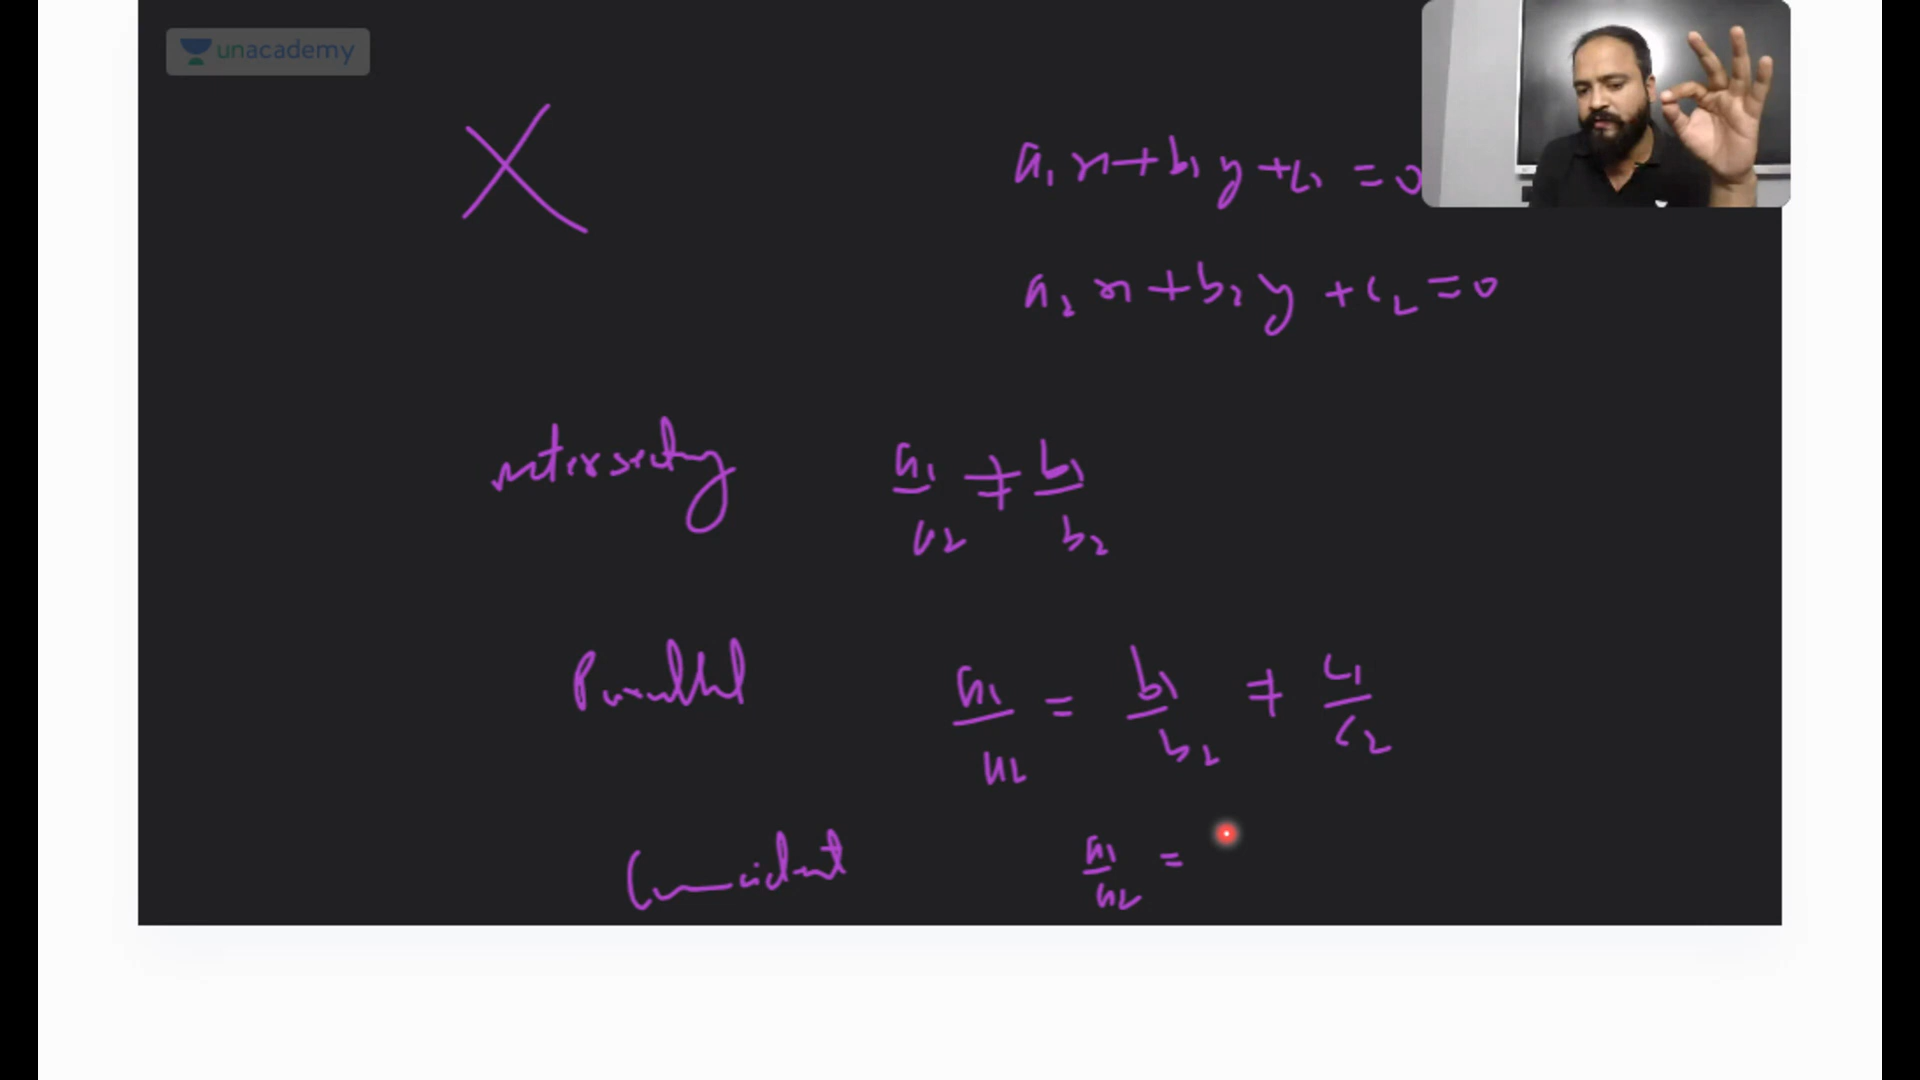 unacademy
a₁x + b₁y + c₁ = 0
a₂x + b₂y + c₂ = 0
intersecting a₁/a₂ ≠ b₁/b₂
Parallel a₁/a₂ = b₁/b₂ ≠ c₁/c₂
Coincident a₁/a₂ =